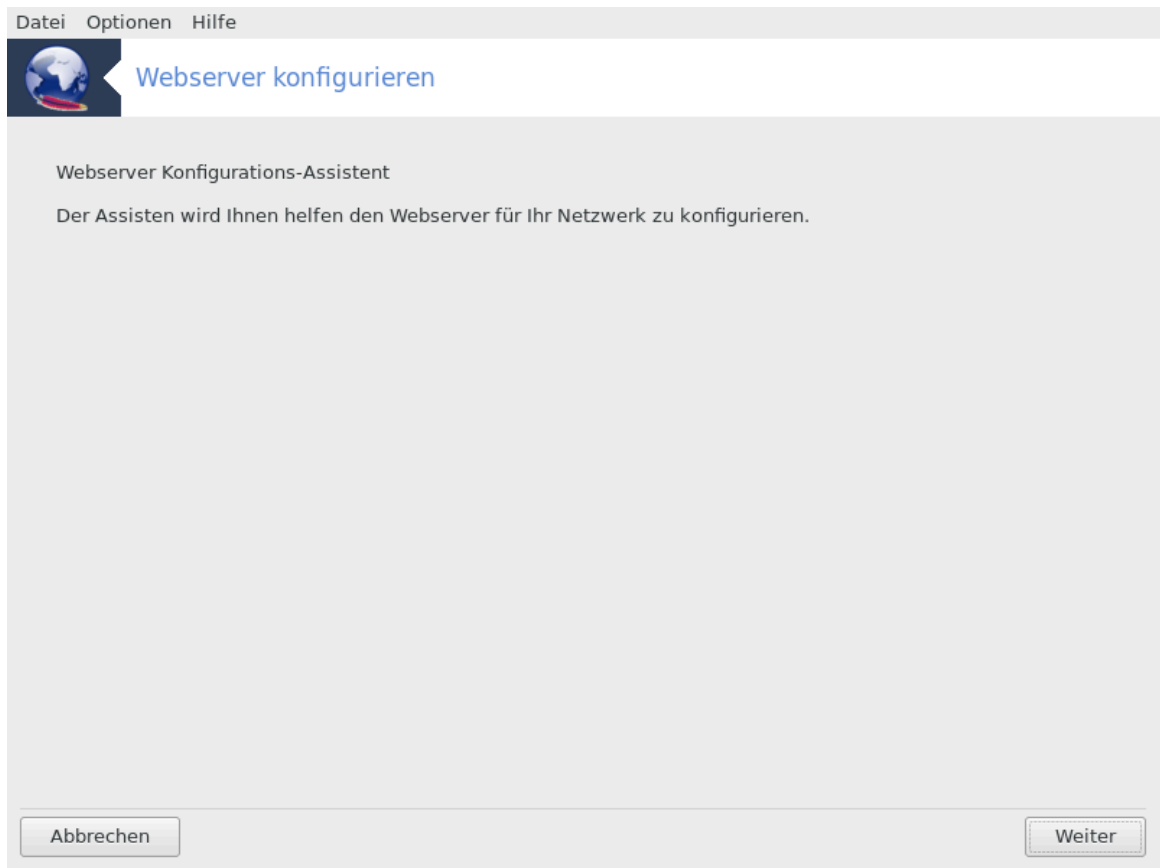 Datei Optionen Hilfe
Webserver konfigurieren
Webserver Konfigurations-Assistent
Der Assisten wird Ihnen helfen den Webserver für Ihr Netzwerk zu konfigurieren.
Abbrechen Weiter